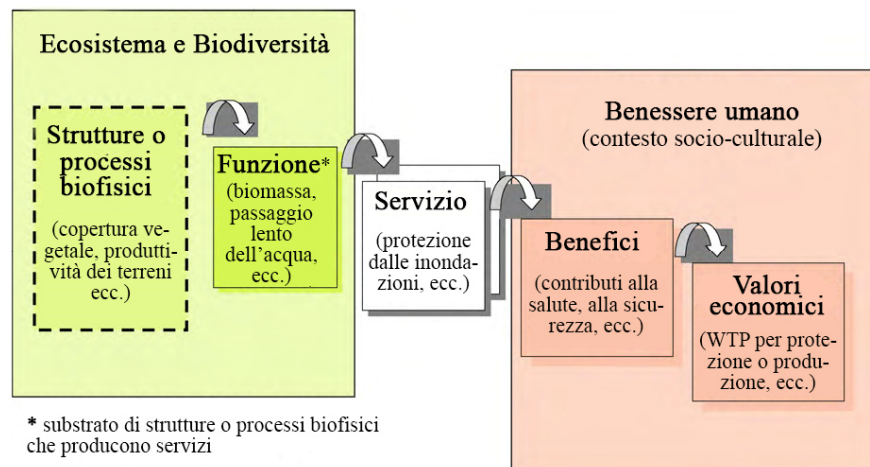 Ecosistema e Biodiversità
Strutture o
processi
biofisici
(copertura ve-
getale, produtti-
vità dei terreni
ecc.)
Funzione*
(biomassa,
passaggio
lento
dell’acqua,
ecc.)
Servizio
(protezione
dalle inonda-
zioni, ecc.)
Benessere umano
(contesto socio-culturale)
Benefici
(contributi alla
salute, alla sicu-
rezza, ecc.)
Valori
economici
(WTP per prote-
zione o produ-
zione, ecc.)
* substrato di strutture o processi biofisici
che producono servizi